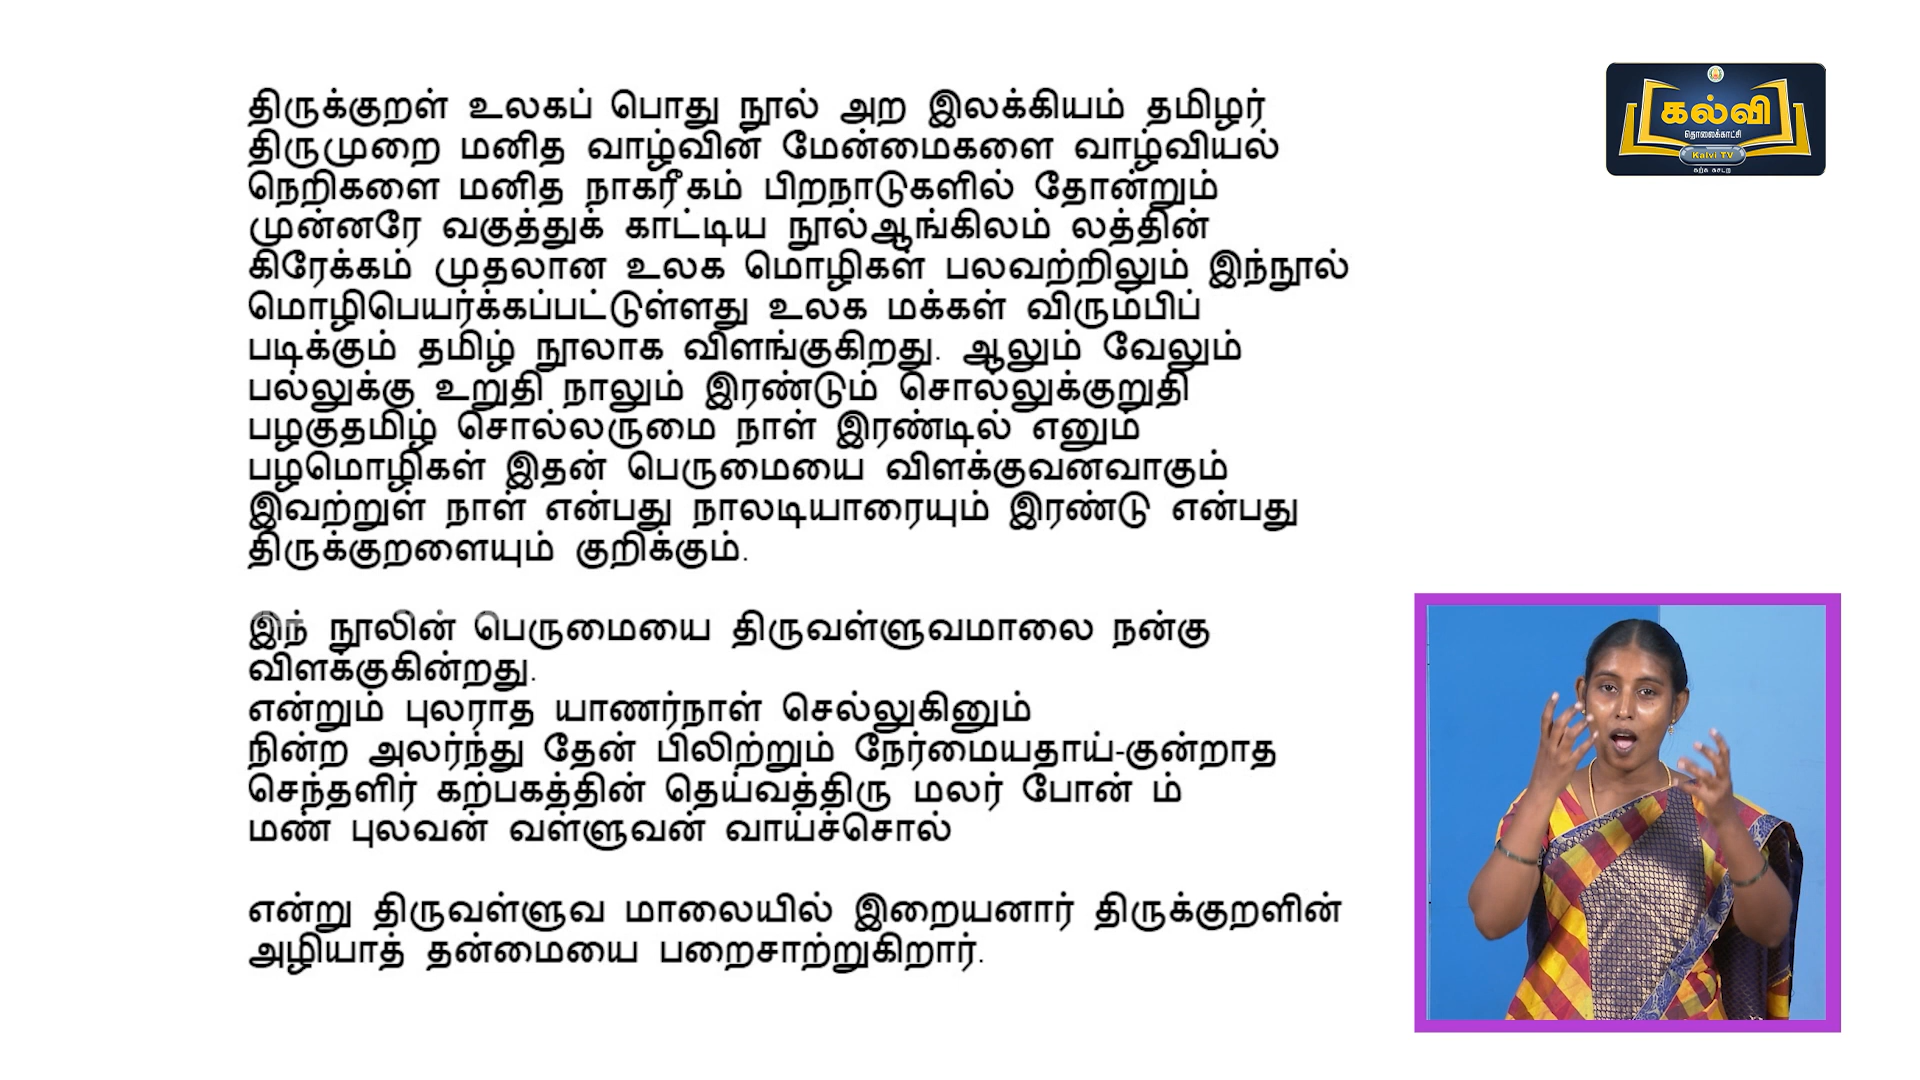 திருக்குறள் உலகப் பொது நூல் அற இலக்கியம் தமிழர்
திருமுறை மனித வாழ்வின் மேன்மைகளை வாழ்வியல்
நெறிகளை மனித நாகரீகம் பிறநாடுகளில் தோன்றும்
முன்னரே வகுத்துக் காட்டிய நூல்ஆங்கிலம் லத்தின்
கிரேக்கம் முதலான உலக மொழிகள் பலவற்றிலும் இந்நூல்
மொழிபெயர்க்கப்பட்டுள்ளது உலக மக்கள் விரும்பிப்
படிக்கும் தமிழ் நூலாக விளங்குகிறது. ஆலும் வேலும்
பல்லுக்கு உறுதி நாலும் இரண்டும் சொல்லுக்குறுதி
பழகுதமிழ் சொல்லருமை நாள் இரண்டில் எனும்
பழமொழிகள் இதன் பெருமையை விளக்குவனவாகும்
இவற்றுள் நாள் என்பது நாலடியாரையும் இரண்டு என்பது
திருக்குறளையும் குறிக்கும்.
இந் நூலின் பெருமையை திருவள்ளுவமாலை நன்கு
விளக்குகின்றது.
என்றும் புலராத யாணர்நாள் செல்லுகினும்
நின்ற அலர்ந்து தேன் பிலிற்றும் நேர்மையதாய்-குன்றாத
செந்தளிர் கற்பகத்தின் தெய்வத்திரு மலர் போன் ம்
மண் புலவன் வள்ளுவன் வாய்ச்சொல்
என்று திருவள்ளுவ மாலையில் இறையனார் திருக்குறளின்
அழியாத் தன்மையை பறைசாற்றுகிறார்.
கல்வி
தொலைக்காட்சி
Kalvi TV
கற்க கசடற